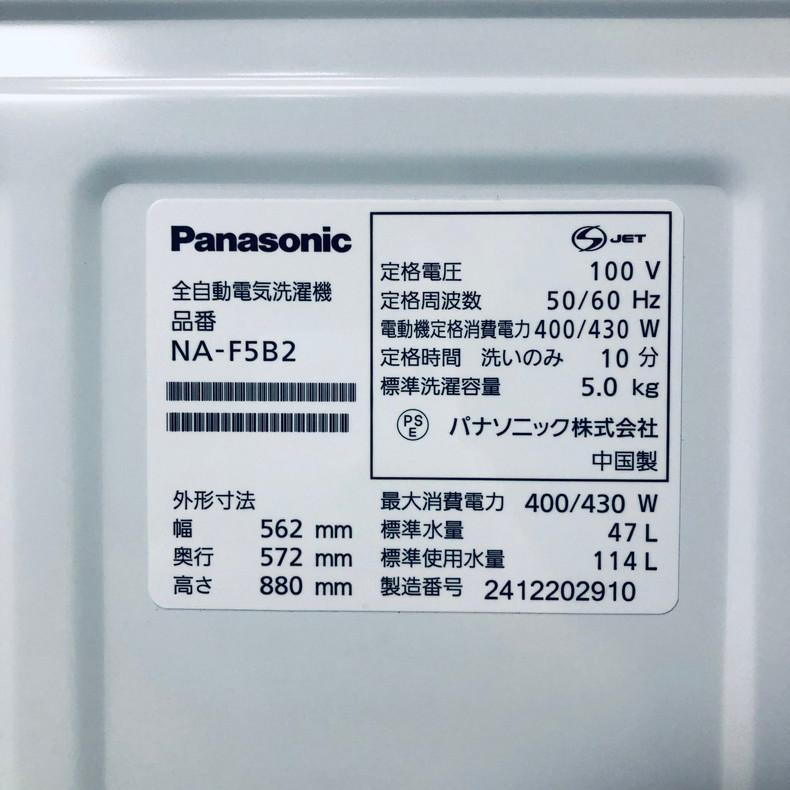 Panasonic
全自動電気洗濯機
品番
NA-F5B2
S JET
定格電圧 100 V
定格周波数 50/60 Hz
電動機定格消費電力 400/430 W
定格時間 洗いのみ 10 分
標準洗濯容量 5.0 kg
PS E パナソニック株式会社
中国製
外形寸法
幅 562 mm
奥行 572 mm
高さ 880 mm
最大消費電力 400/430 W
標準水量 47 L
標準使用水量 114 L
製造番号 2412202910